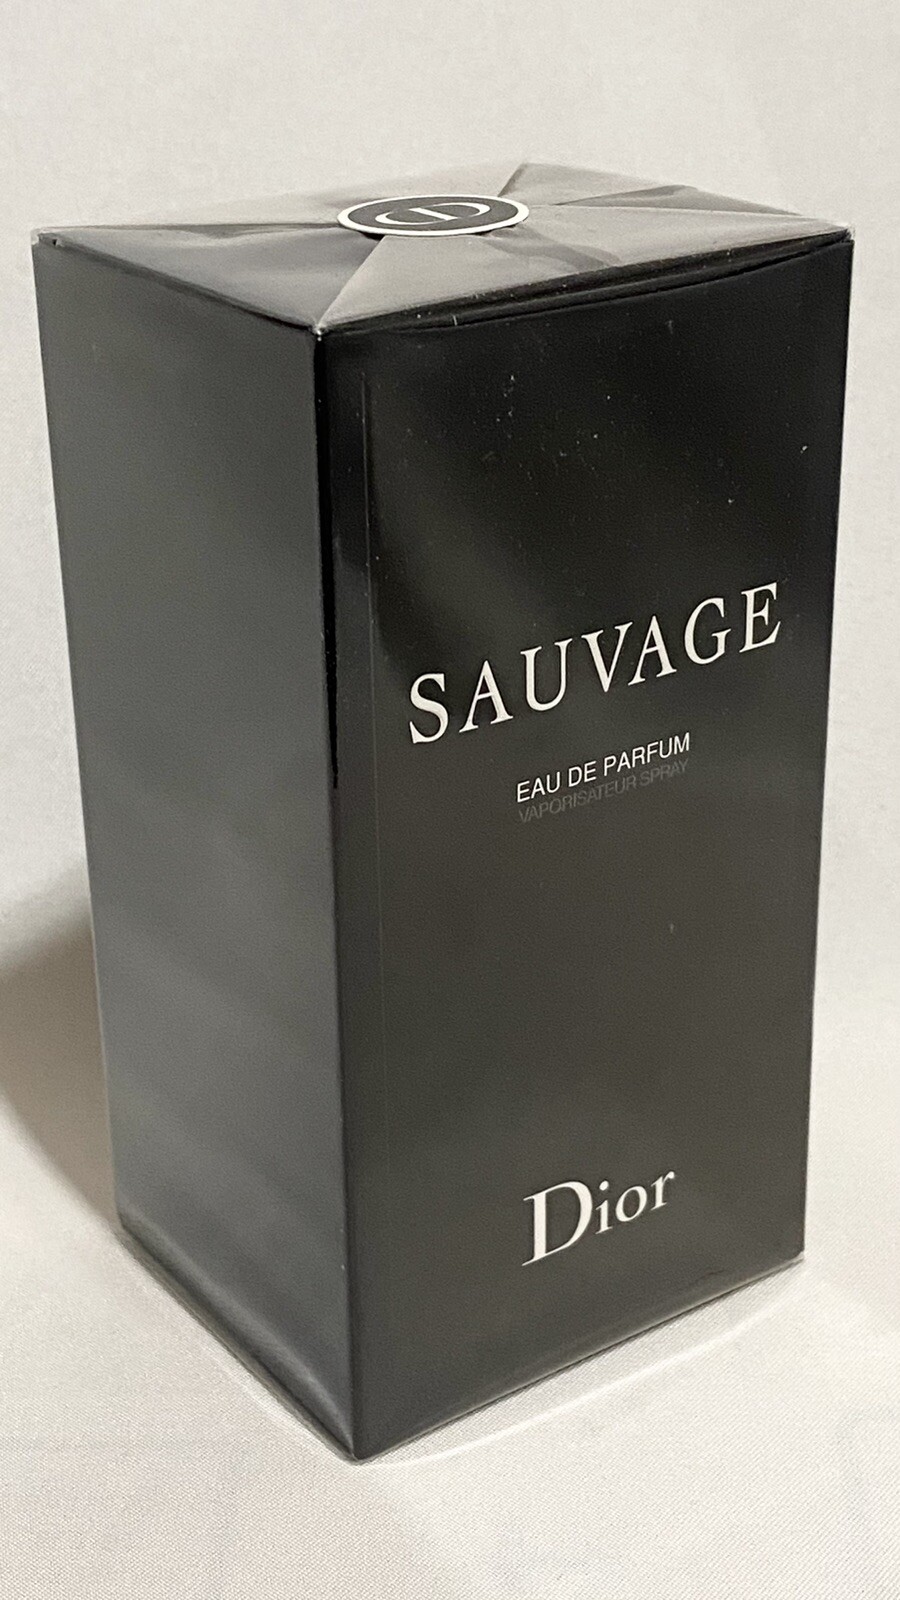 SAUVAGE
EAU DE PARFUM
VAPORISATEUR SPRAY
Dior